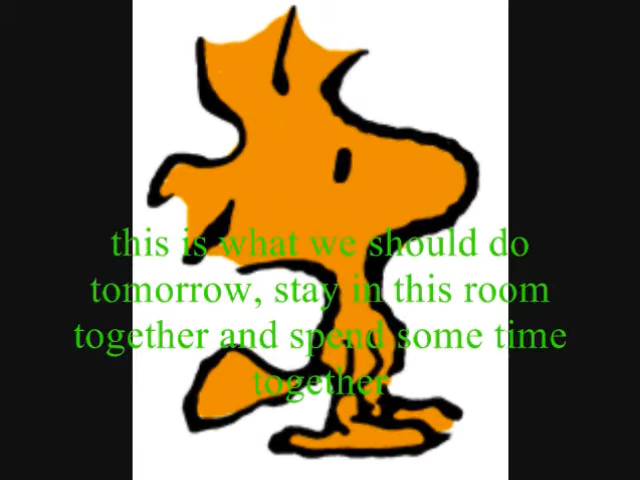 this is what we should do
tomorrow, stay in this room
together and spend some time
together